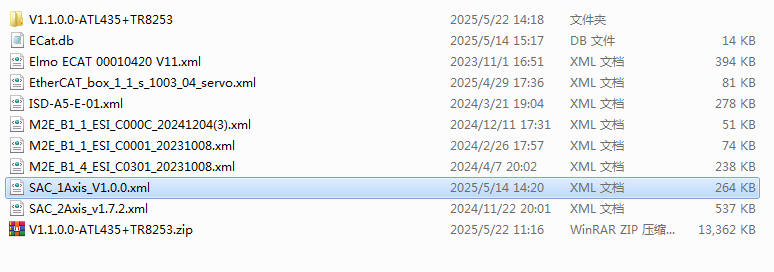 V1.1.0.0-ATL435+TR8253 2025/5/22 14:18 文件夹
ECat.db 2025/5/14 15:17 DB 文件 14 KB
Elmo ECAT 00010420 V11.xml 2023/11/1 16:51 XML 文档 394 KB
EtherCAT_box_1_1_s_1003_04_servo.xml 2025/4/29 17:36 XML 文档 81 KB
ISD-A5-E-01.xml 2024/3/21 19:04 XML 文档 278 KB
M2E_B1_1_ESI_C000C_20241204(3).xml 2024/12/11 17:31 XML 文档 51 KB
M2E_B1_1_ESI_C0001_20231008.xml 2024/2/26 17:57 XML 文档 74 KB
M2E_B1_4_ESI_C0301_20231008.xml 2024/4/7 20:02 XML 文档 238 KB
SAC_1Axis_V1.0.0.xml 2025/5/14 14:20 XML 文档 264 KB
SAC_2Axis_v1.7.2.xml 2024/11/22 20:01 XML 文档 537 KB
V1.1.0.0-ATL435+TR8253.zip 2025/5/22 11:16 WinRAR ZIP 压缩... 13,362 KB